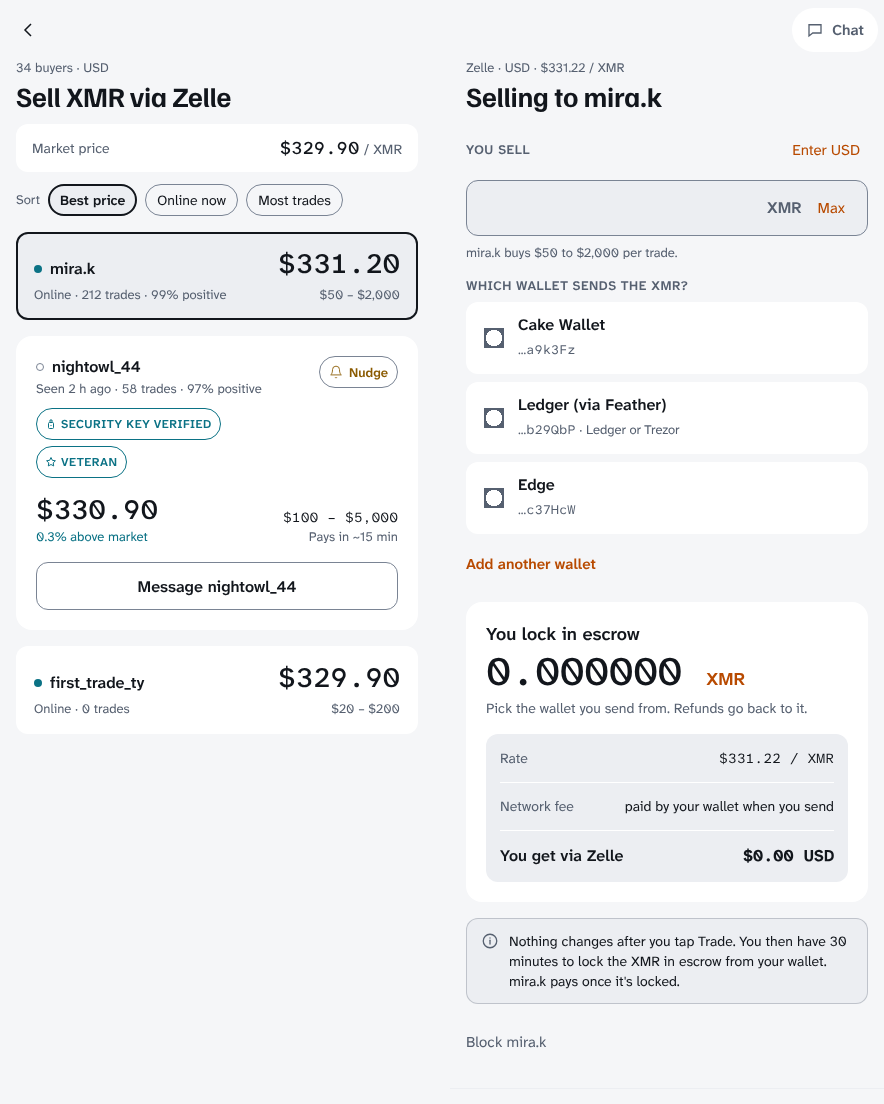 34 buyers · USD
Sell XMR via Zelle
Market price $329.90 / XMR
Sort Best price Online now Most trades
mira.k $331.20
Online · 212 trades · 99% positive $50 – $2,000
nightowl_44 Nudge
Seen 2 h ago · 58 trades · 97% positive
SECURITY KEY VERIFIED
VETERAN
$330.90 $100 – $5,000
0.3% above market Pays in ~15 min
Message nightowl_44
first_trade_ty $329.90
Online · 0 trades $20 – $200
Chat
Zelle · USD · $331.22 / XMR
Selling to mira.k
YOU SELL Enter USD
XMR Max
mira.k buys $50 to $2,000 per trade.
WHICH WALLET SENDS THE XMR?
Cake Wallet
…a9k3Fz
Ledger (via Feather)
…b29QbP · Ledger or Trezor
Edge
…c37HcW
Add another wallet
You lock in escrow
0.000000 XMR
Pick the wallet you send from. Refunds go back to it.
Rate $331.22 / XMR
Network fee paid by your wallet when you send
You get via Zelle $0.00 USD
Nothing changes after you tap Trade. You then have 30
minutes to lock the XMR in escrow from your wallet.
mira.k pays once it's locked.
Block mira.k